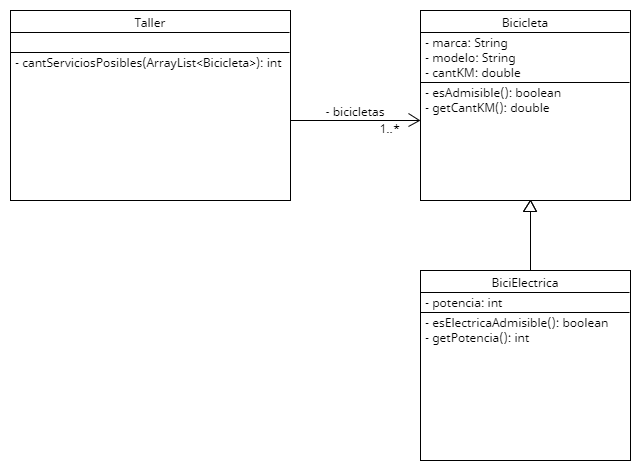 Taller
- cantServiciosPosibles(ArrayList<Bicicleta>): int
- bicicletas
1..*
Bicicleta
- marca: String
- modelo: String
- cantKM: double
- esAdmisible(): boolean
- getCantKM(): double
BiciElectrica
- potencia: int
- esElectricaAdmisible(): boolean
- getPotencia(): int